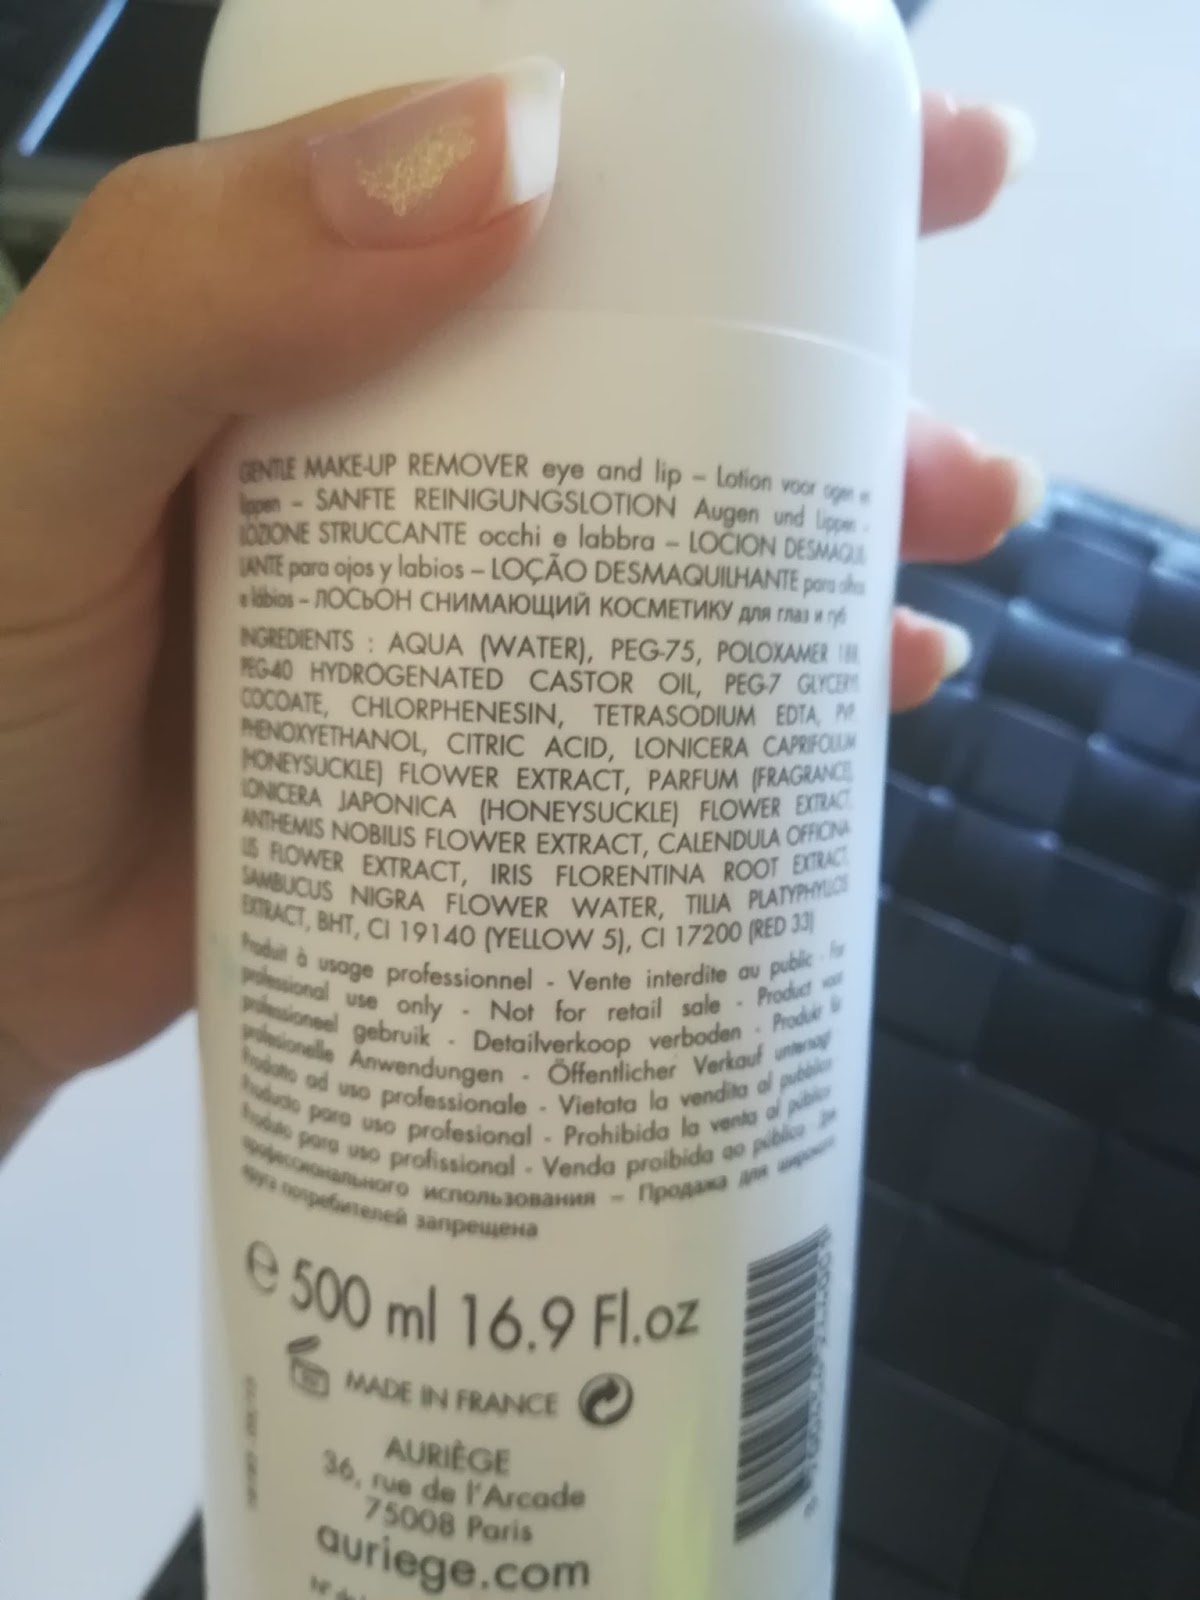 GENTLE MAKE-UP REMOVER eye and lip – Lotion voor ogen en
lippen – SANFTE REINIGUNGSLOTION Augen und Lippen -
LOZIONE STRUCCANTE occhi e labbra – LOCION DESMAQUIL
LANTE para ojos y labios – LOÇÃO DESMAQUILHANTE para olhos
e lábios – ЛОСЬОН СНИМАЮЩИЙ КОСМЕТИКУ для глаз и губ
INGREDIENTS : AQUA (WATER), PEG-75, POLOXAMER 188,
PEG-40 HYDROGENATED CASTOR OIL, PEG-7 GLYCERYL
COCOATE, CHLORPHENESIN, TETRASODIUM EDTA, PVP,
PHENOXYETHANOL, CITRIC ACID, LONICERA CAPRIFOLIUM
(HONEYSUCKLE) FLOWER EXTRACT, PARFUM (FRAGRANCE),
LONICERA JAPONICA (HONEYSUCKLE) FLOWER EXTRACT,
ANTHEMIS NOBILIS FLOWER EXTRACT, CALENDULA OFFICINA
LIS FLOWER EXTRACT, IRIS FLORENTINA ROOT EXTRACT,
SAMBUCUS NIGRA FLOWER WATER, TILIA PLATYPHYLLOS
EXTRACT, BHT, CI 19140 (YELLOW 5), CI 17200 (RED 33)
Produit à usage professionnel - Vente interdite au public - For
professional use only - Not for retail sale - Product voor
professioneel gebruik - Detailverkoop verboden - Produkt für
profesionelle Anwendungen - Öffentlicher Verkauf untersagt
Prodotto ad uso professionale - Vietata la vendita al pubblico
Producto para uso profesional - Prohibida la venta al público
Produto para uso profissional - Venda proibida ao público. Для
профессионального использования – Продажа для широкого
круга потребителей запрещена
e 500 ml 16.9 Fl.oz
MADE IN FRANCE
AURIÈGE
36, rue de l'Arcade
75008 Paris
auriege.com